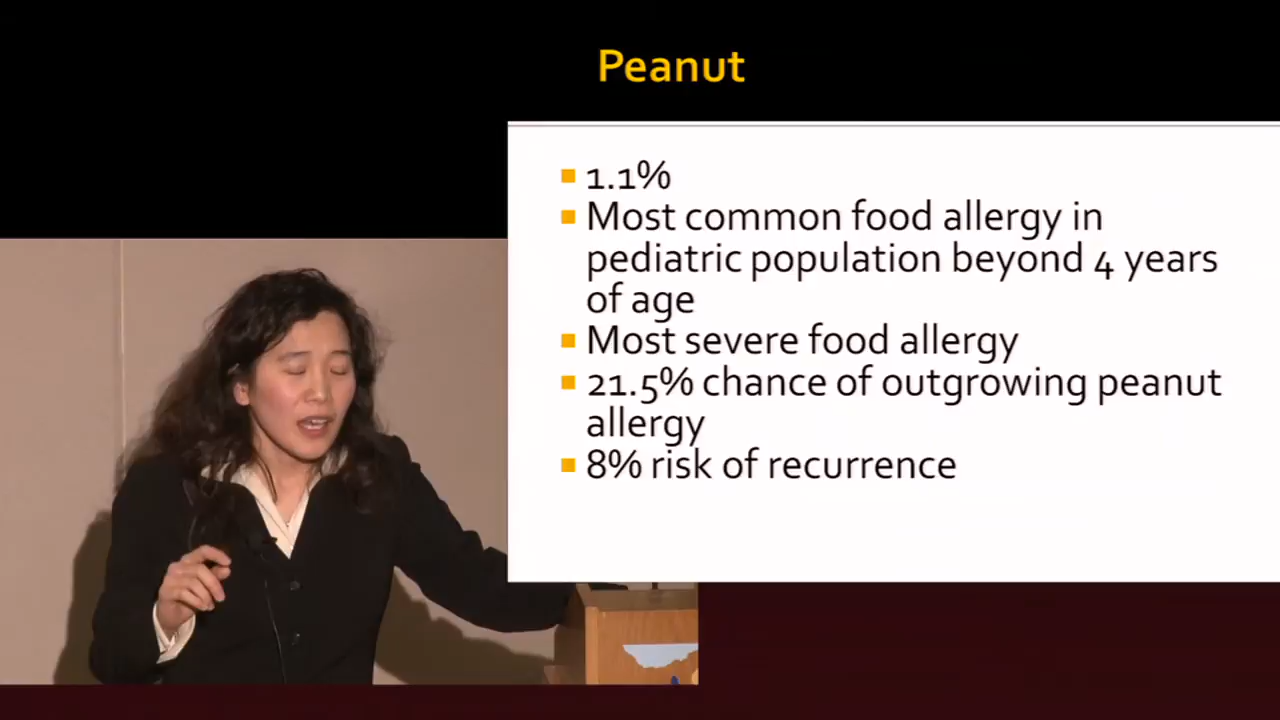 Peanut
1.1%
Most common food allergy in
pediatric population beyond 4 years
of age
Most severe food allergy
21.5% chance of outgrowing peanut
allergy
8% risk of recurrence